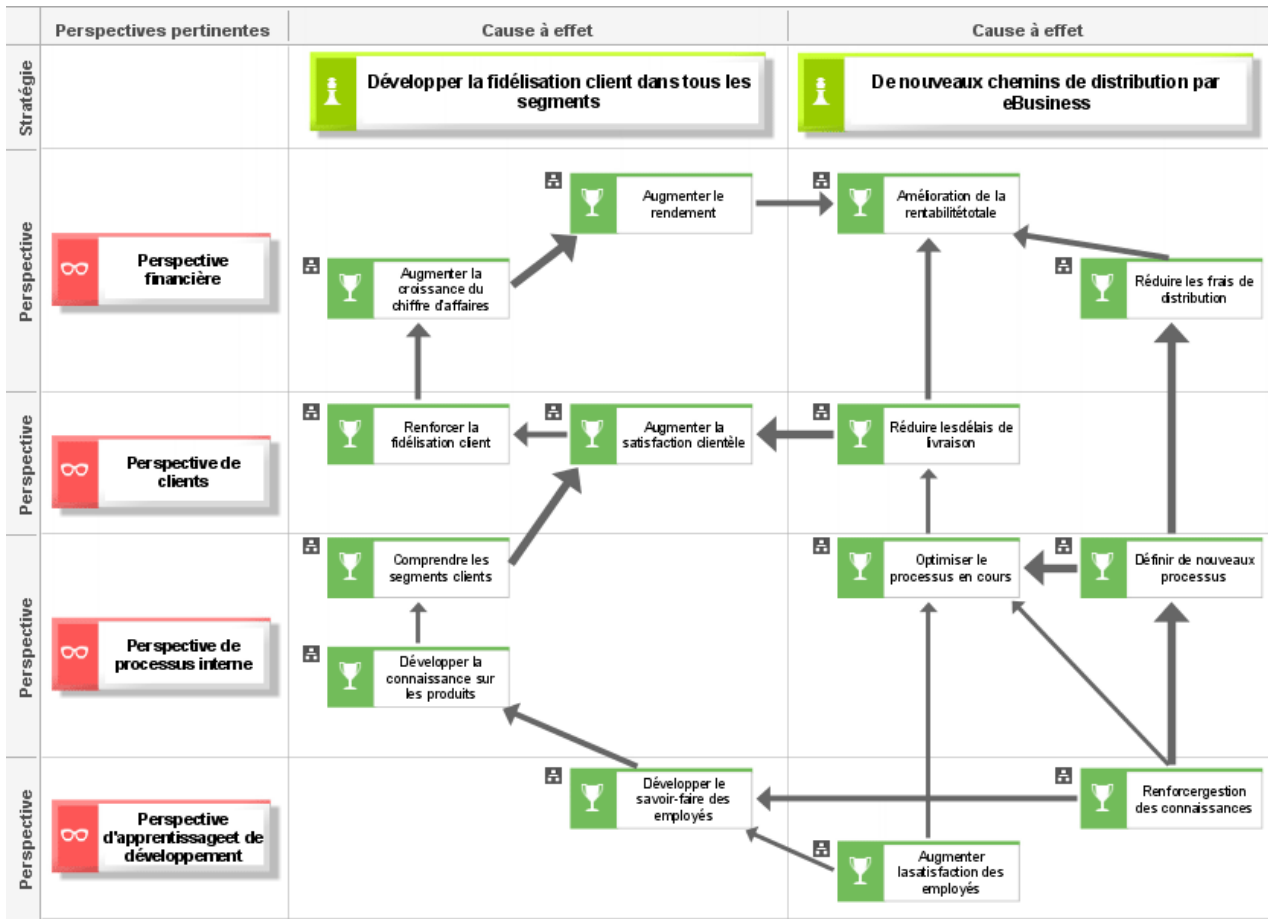 Perspectives pertinentes
Cause à effet
Cause à effet
Stratégie
Développer la fidélisation client dans tous les
segments
De nouveaux chemins de distribution par
eBusiness
Perspective
Perspective
financière
Augmenter le
rendement
Amélioration de la
rentabilitétotale
Augmenter la
croissance du
chiffre d'affaires
Réduire les frais de
distribution
Perspective
Perspective de
clients
Renforcer la
fidélisation client
Augmenter la
satisfaction clientèle
Réduire lesdélais de
livraison
Perspective
Perspective de
processus interne
Comprendre les
segments clients
Optimiser le
processus en cours
Définir de nouveaux
processus
Développer la
connaissance sur
les produits
Perspective
Perspective
d'apprentissageet de
développement
Développer le
savoir-faire des
employés
Renforcergestion
des connaissances
Augmenter
lasatisfaction des
employés